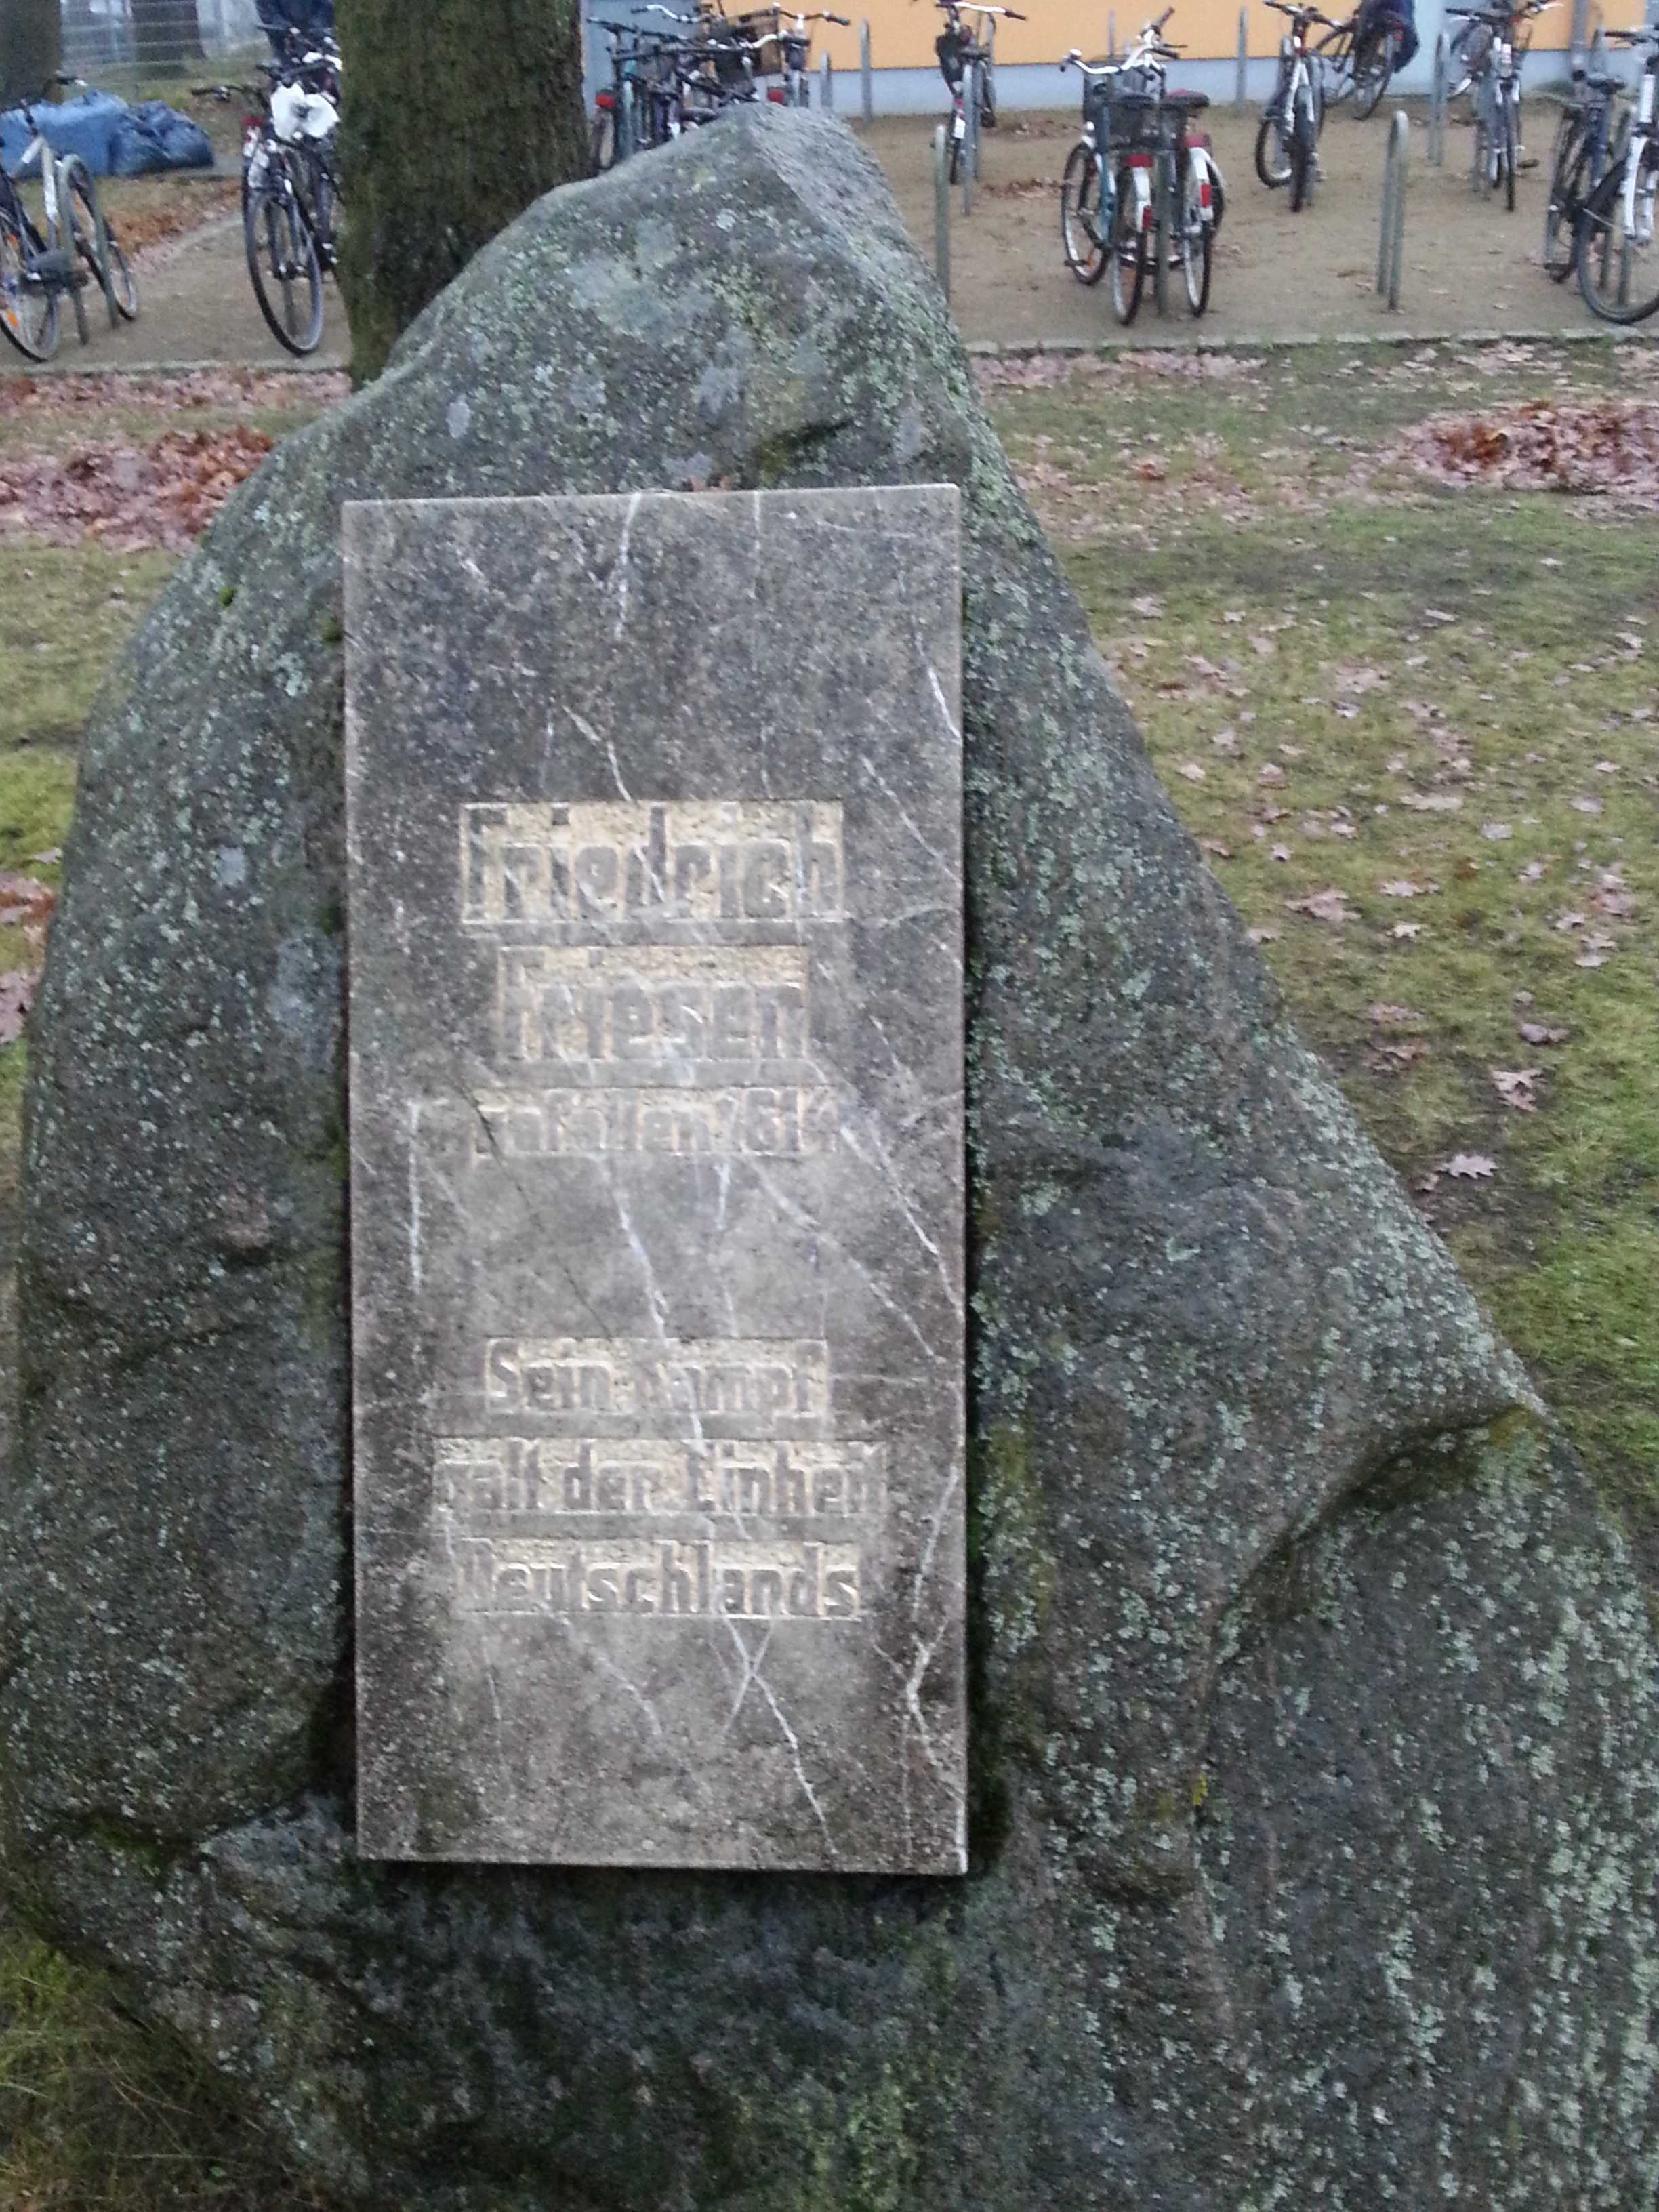 Friedrich
Friesen
gefallen 1814
Sein Kampf
galt der Einheit
Deutschlands